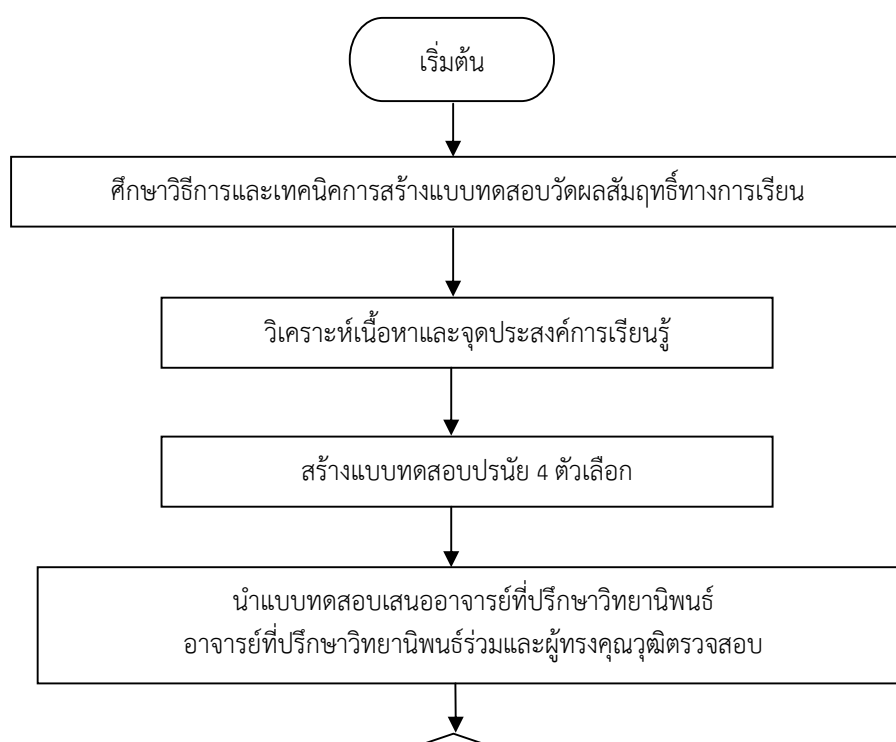 เริ่มต้น
ศึกษาวิธีการและเทคนิคการสร้างแบบทดสอบวัดผลสัมฤทธิ์ทางการเรียน
วิเคราะห์เนื้อหาและจุดประสงค์การเรียนรู้
สร้างแบบทดสอบปรนัย 4 ตัวเลือก
นำแบบทดสอบเสนออาจารย์ที่ปรึกษาวิทยานิพนธ์
อาจารย์ที่ปรึกษาวิทยานิพนธ์ร่วมและผู้ทรงคุณวุฒิตรวจสอบ